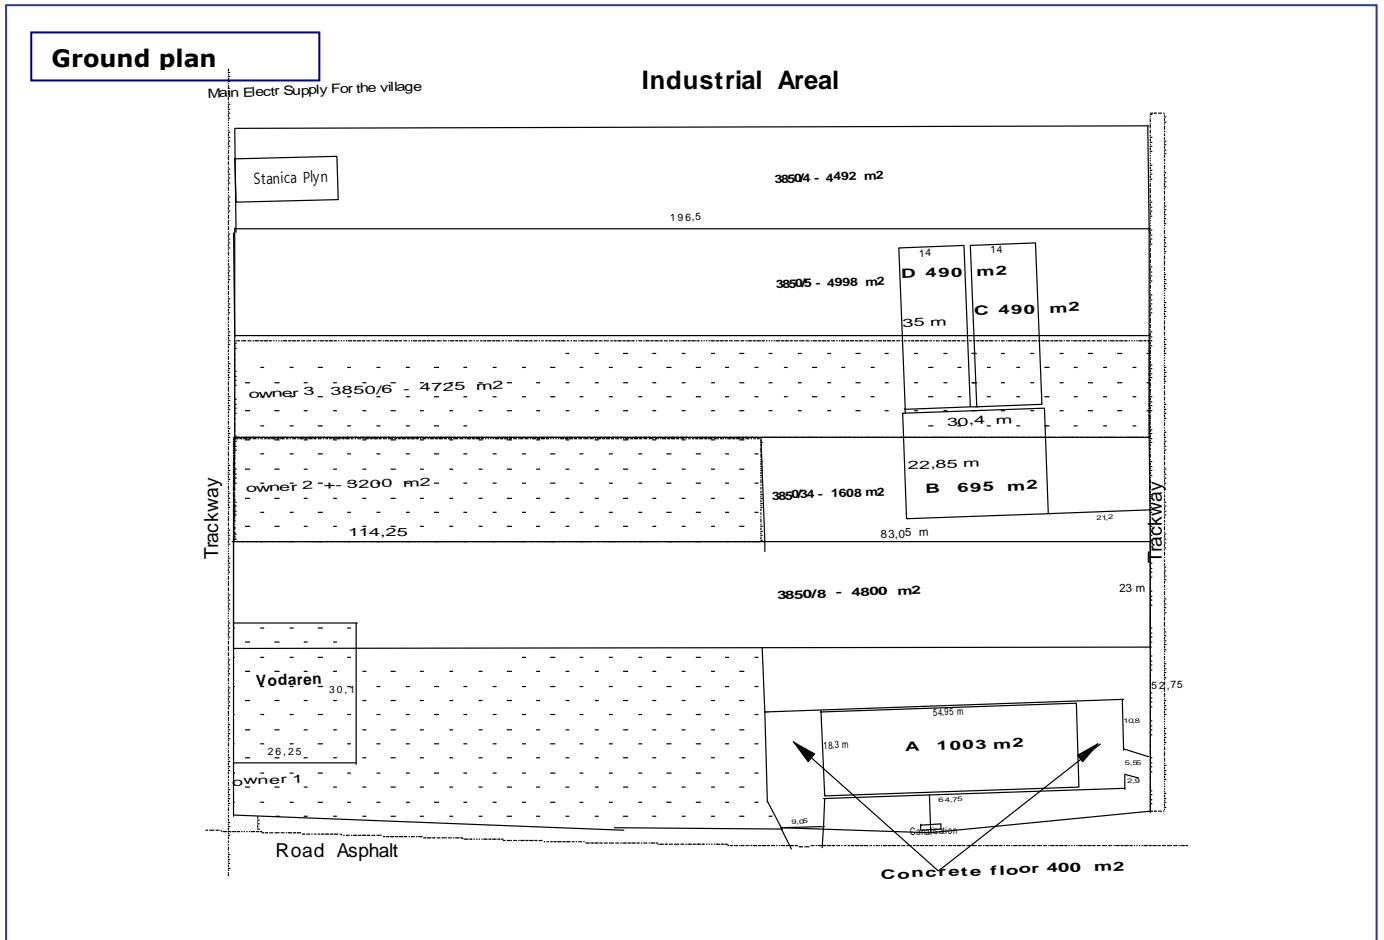 Ground plan
Industrial Areal
Main Electr Supply For the village
Stanica Plyn
3850/4 - 4492 m2
196,5
14
14
D 490 m2
3850/5 - 4998 m2
C 490 m2
35 m
owner 3 3850/6 - 4725 m2
30,4 m
22,85 m
owner 2 +- 3200 m2
B 695 m2
3850/34 - 1608 m2
Trackway
Trackway
21,2
114,25
83,05 m
3850/8 - 4800 m2
23 m
Vodaren
30,1
52,75
54,95 m
10,8
18,3 m
A 1003 m2
26,25
5,55
owner 1
2,9
64,75
9,05
Canalisation
Road Asphalt
Concrete floor 400 m2